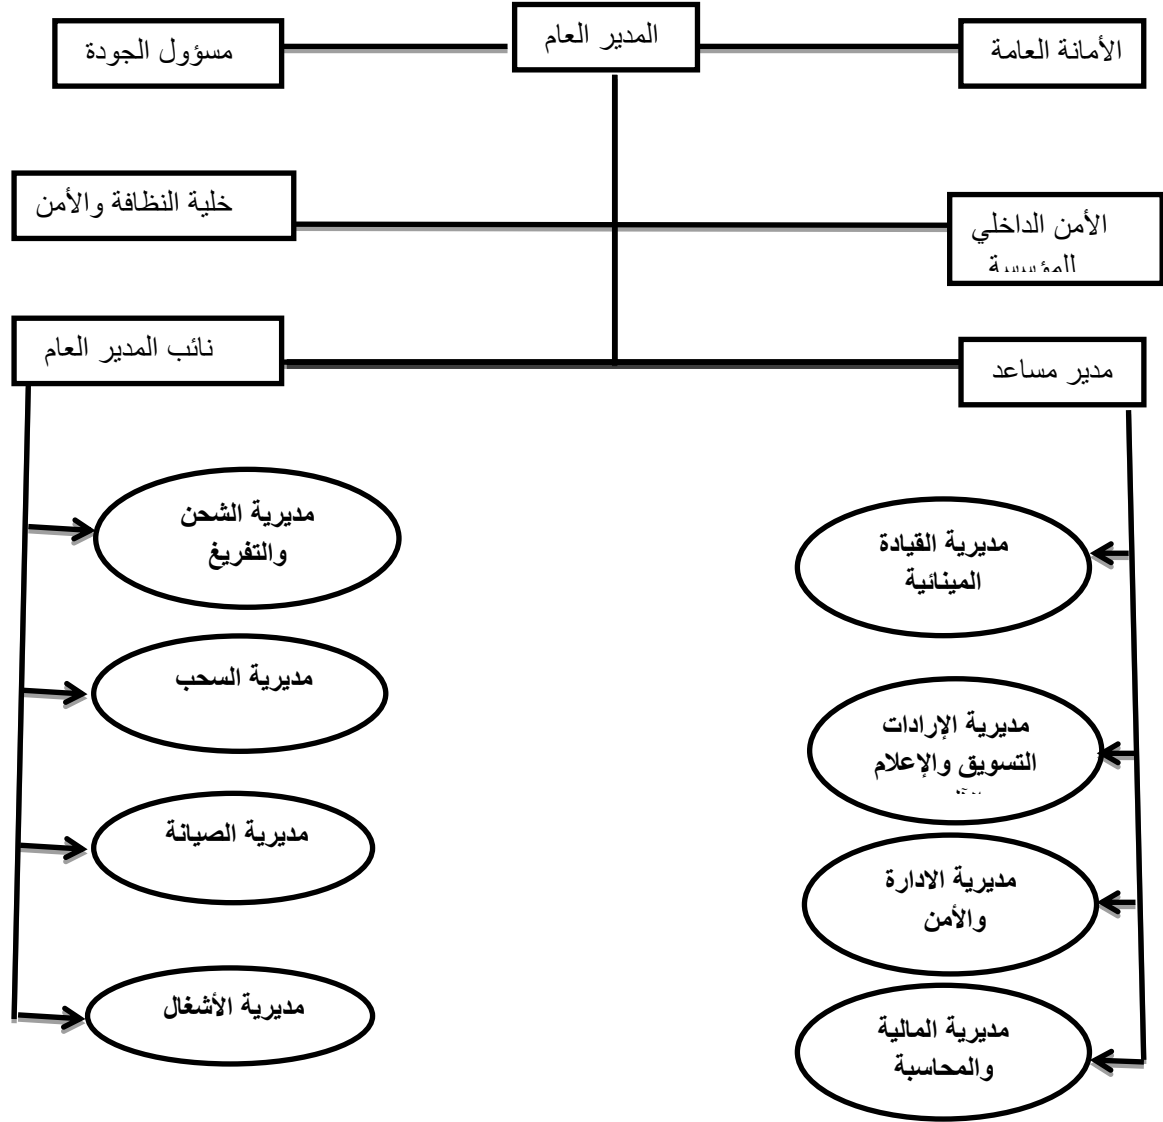 المدير العام
الأمانة العامة
مسؤول الجودة
الأمن الداخلي
للمؤسسة
خلية النظافة والأمن
مدير مساعد
نائب المدير العام
مديرية القيادة
المينائية
مديرية الإرادات
التسويق والإعلام
مديرية الادارة
والأمن
مديرية المالية
والمحاسبة
مديرية الشحن
والتفريغ
مديرية السحب
مديرية الصيانة
مديرية الأشغال